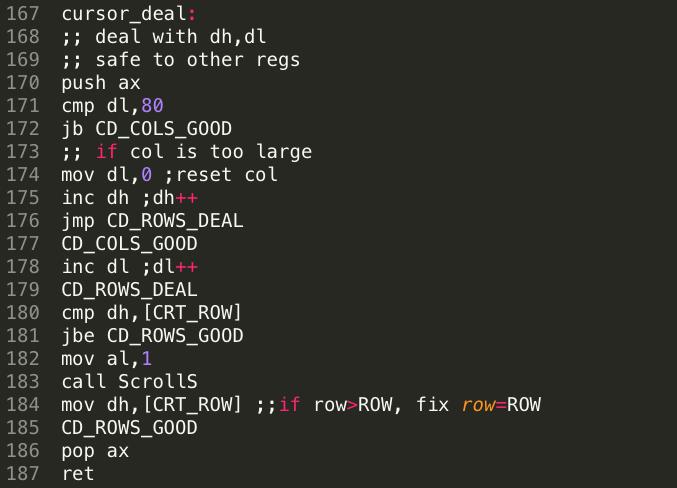 167 cursor_deal:
168 ;; deal with dh,dl
169 ;; safe to other regs
170 push ax
171 cmp dl,80
172 jb CD_COLS_GOOD
173 ;; if col is too large
174 mov dl,0 ;reset col
175 inc dh ;dh++
176 jmp CD_ROWS_DEAL
177 CD_COLS_GOOD
178 inc dl ;dl++
179 CD_ROWS_DEAL
180 cmp dh,[CRT_ROW]
181 jbe CD_ROWS_GOOD
182 mov al,1
183 call ScrollS
184 mov dh,[CRT_ROW] ;;if row>ROW, fix row=ROW
185 CD_ROWS_GOOD
186 pop ax
187 ret